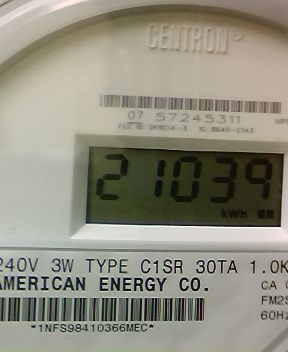 CENTRON
07 57245311
21039
kWh
240V 3W TYPE C1SR 30TA 1.0K
AMERICAN ENERGY CO.
CA
FM2S
60Hz
*1NFS98410366MEC*